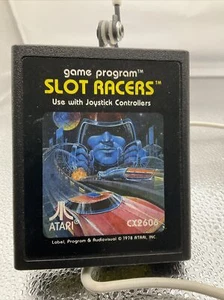 game program™
SLOT RACERS™
Use with Joystick Controllers
ATARI®
CX2606
Label, Program & Audiovisual © 1978 ATARI, INC.